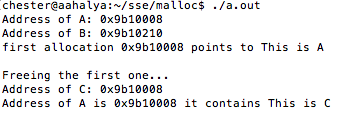 chester@aahalya:~/sse/malloc$ ./a.out
Address of A: 0x9b10008
Address of B: 0x9b10210
first allocation 0x9b10008 points to This is A
Freeing the first one...
Address of C: 0x9b10008
Address of A is 0x9b10008 it contains This is C